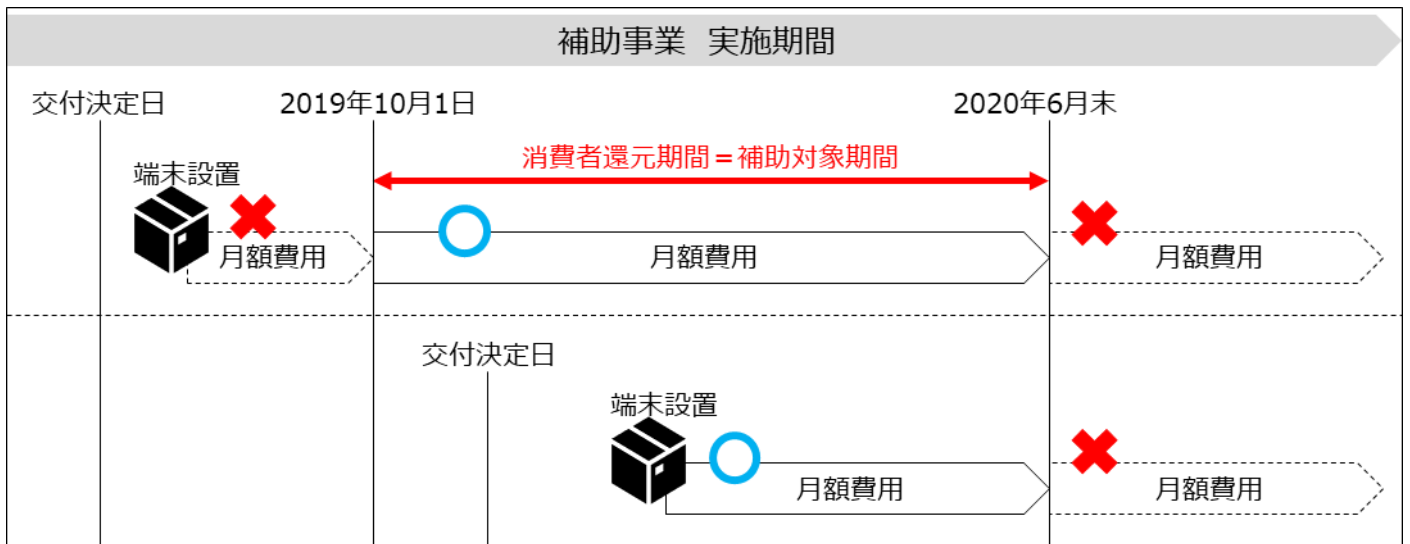 補助事業 実施期間
交付決定日
2019年10月1日
2020年6月末
消費者還元期間＝補助対象期間
端末設置
月額費用
月額費用
月額費用
交付決定日
端末設置
月額費用
月額費用